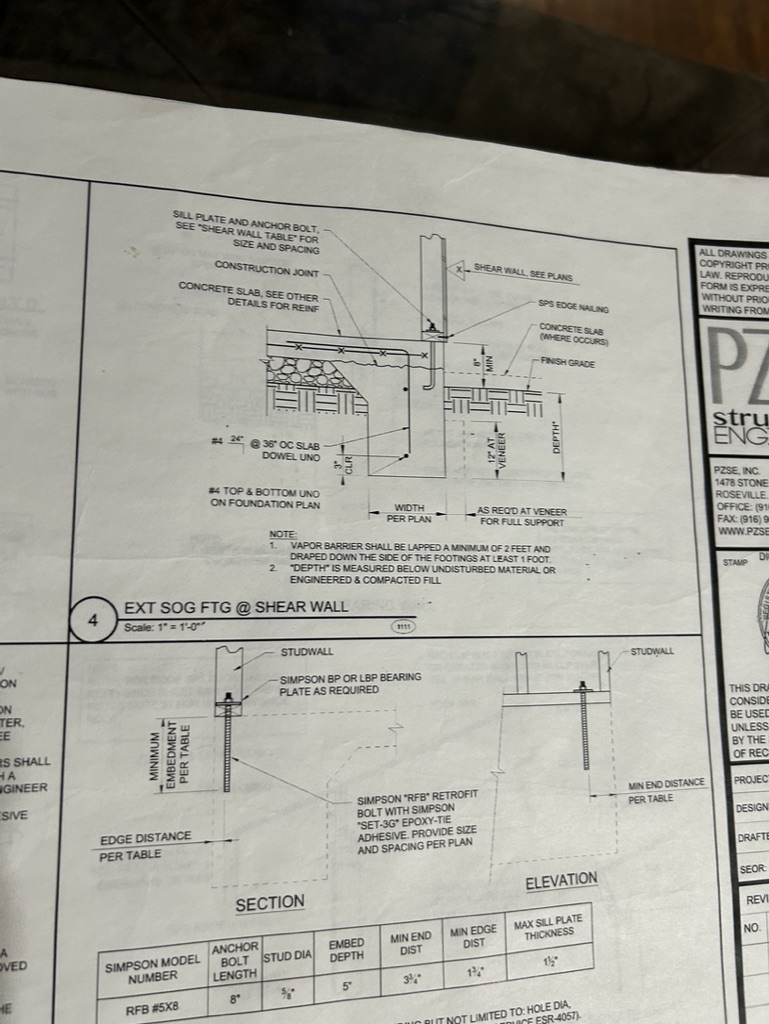 SILL PLATE AND ANCHOR BOLT,
SEE "SHEAR WALL TABLE" FOR
SIZE AND SPACING
CONSTRUCTION JOINT
CONCRETE SLAB, SEE OTHER
DETAILS FOR REINF
X
SHEAR WALL, SEE PLANS
SPS EDGE NAILING
CONCRETE SLAB
(WHERE OCCURS)
FINISH GRADE
8"
MIN
#4 24" @ 36" OC SLAB
DOWEL UNO
3"
CLR
12" AT
VENEER
DEPTH*
#4 TOP & BOTTOM UNO
ON FOUNDATION PLAN
WIDTH
PER PLAN
AS REQ'D AT VENEER
FOR FULL SUPPORT
NOTE:
1. VAPOR BARRIER SHALL BE LAPPED A MINIMUM OF 2 FEET AND
DRAPED DOWN THE SIDE OF THE FOOTINGS AT LEAST 1 FOOT.
2. "DEPTH" IS MEASURED BELOW UNDISTURBED MATERIAL OR
ENGINEERED & COMPACTED FILL
4
EXT SOG FTG @ SHEAR WALL
Scale: 1" = 1'-0"
1111
STUDWALL
SIMPSON BP OR LBP BEARING
PLATE AS REQUIRED
MINIMUM
EMBEDMENT
PER TABLE
SIMPSON "RFB" RETROFIT
BOLT WITH SIMPSON
"SET-3G" EPOXY-TIE
ADHESIVE. PROVIDE SIZE
AND SPACING PER PLAN
EDGE DISTANCE
PER TABLE
SECTION
STUDWALL
MIN END DISTANCE
PER TABLE
ELEVATION
SIMPSON MODEL
NUMBER
ANCHOR
BOLT
LENGTH
STUD DIA
EMBED
DEPTH
MIN END
DIST
MIN EDGE
DIST
MAX SILL PLATE
THICKNESS
RFB #5X8
8"
5/8"
5"
3 3/4"
1 3/4"
1 1/2"
BUT NOT LIMITED TO: HOLE DIA,
ESR-4057).
ON
ON
TER,
EE
RS SHALL
H A
NGINEER
ESIVE
A
OVED
HE
ALL DRAWINGS
COPYRIGHT PR
LAW. REPRODU
FORM IS EXPRE
WITHOUT PRIO
WRITING FROM
PZ
stru
ENG
PZSE, INC.
1478 STONE
ROSEVILLE
OFFICE: (91
FAX: (916) 9
WWW.PZSE
STAMP
THIS DRA
CONSIDE
BE USED
UNLESS
BY THE
OF REC
PROJEC
DESIGN
DRAFTE
SEOR:
REVI
NO.